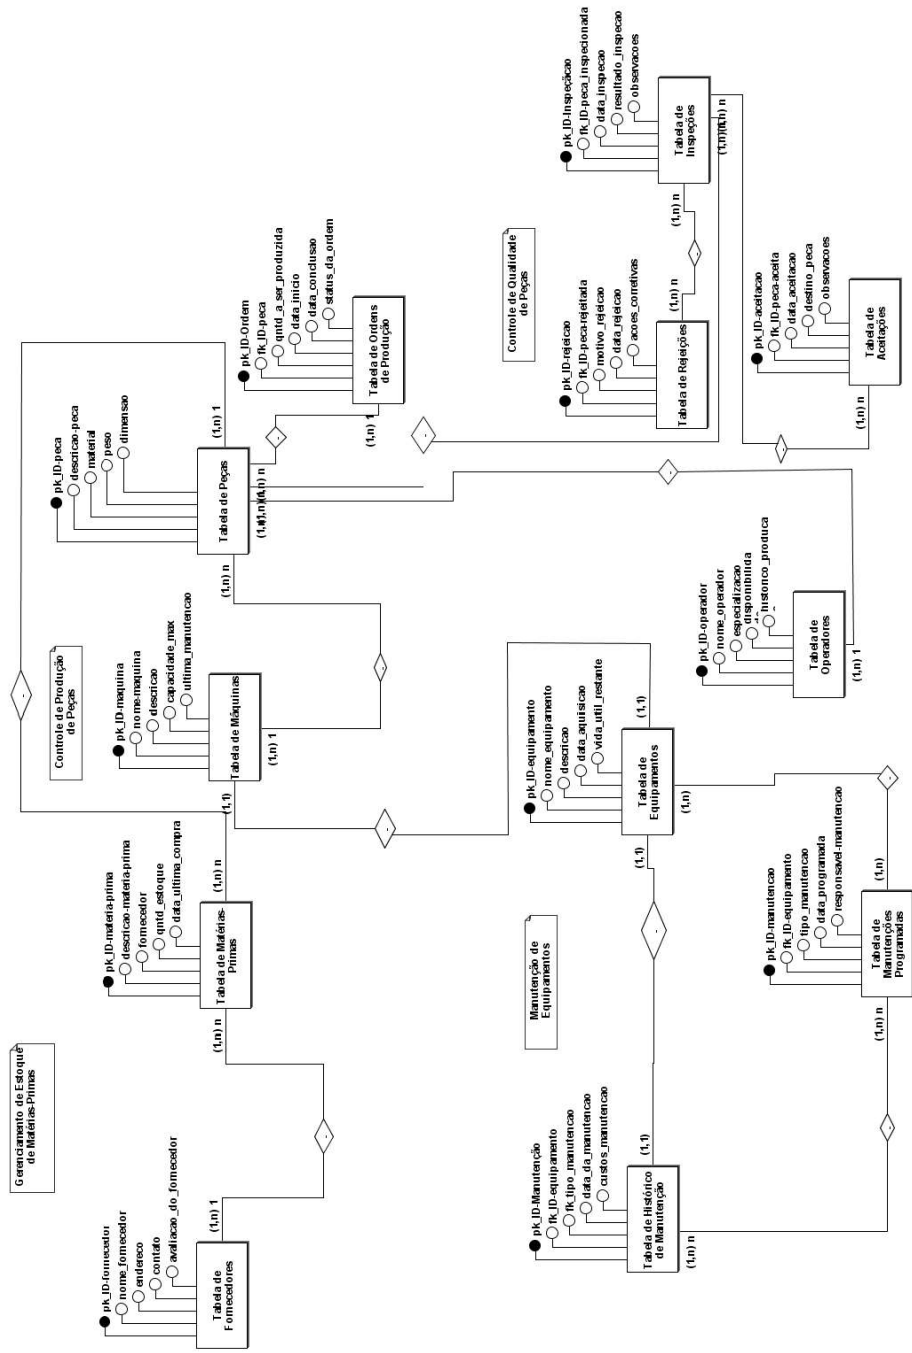 Gerenciamento de Estoque
de Matérias-Primas
pk_ID-fornecedor
nome_fornecedor
endereco
contato
avaliacao_do_fornecedor
Tabela de
Fornecedores
(1,n) 1
(1,n) n
pk_ID-materia-prima
descricao-materia-prima
fornecedor
qntd_estoque
data_ultima_compra
Tabela de Matérias-
Primas
(1,n) n
Controle de Produção
de Peças
pk_ID-maquina
nome-maquina
descricao
capacidade_max
ultima_manutencao
Tabela de Máquinas
(1,1)
(1,n) 1
(1,n) n
pk_ID-peca
descricao-peca
material
peso
dimensao
Tabela de Peças
(1,n) 1
pk_ID-Ordem
fk_ID-peca
qntd_a_ser_produzida
data_inicio
data_conclusao
status_da_ordem
Tabela de Ordens
de Produção
(1,n) 1
Manutenção de
Equipamentos
pk_ID-Manutenção
fk_ID-equipamento
fk_tipo_manutencao
data_da_manutencao
custos_manutencao
Tabela de Histórico
de Manutenção
(1,1)
(1,n) n
pk_ID-equipamento
nome_equipamento
descricao
data_aquisicao
vida_util_restante
Tabela de
Equipamentos
(1,1)
(1,1)
(1,n)
pk_ID-manutencao
fk_ID-equipamento
tipo_manutencao
data_programada
responsavel-manutencao
Tabela de
Manutenções
Programadas
(1,n)
(1,n) n
pk_ID-operador
nome_operador
especializacao
disponibilida
historico_produca
Tabela de
Operadores
(1,n) 1
Controle de Qualidade
de Peças
pk_ID-rejeicao
fk_ID-peca-rejeitada
motivo_rejeicao
data_rejeicao
acoes_corretivas
Tabela de Rejeições
(1,n) n
pk_ID-Inspeçãcao
fk_ID-peca_inspecionada
data_inspecao
resultado_inspecao
observacoes
Tabela de
Inspeções
(1,n) n
pk_ID-aceitacao
fk_ID-peca-aceita
data_aceitacao
destino_peca
observacoes
Tabela de
Aceitações
(1,n) n